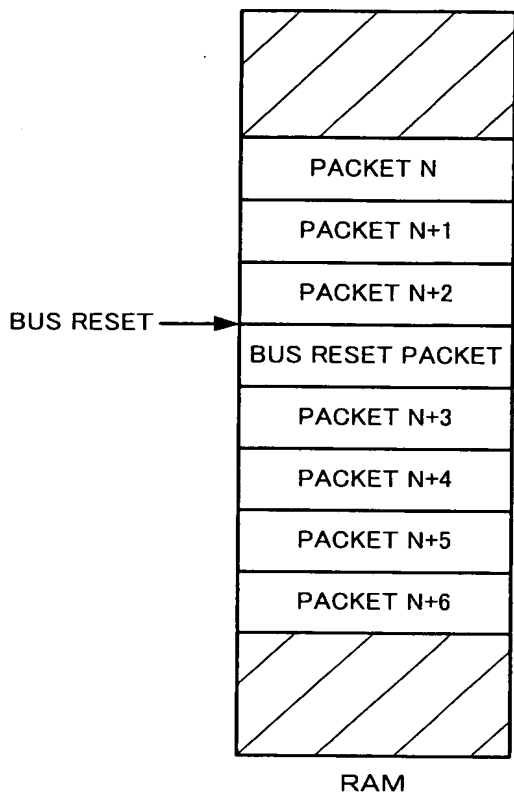 PACKET N
PACKET N+1
PACKET N+2
BUS RESET
BUS RESET PACKET
PACKET N+3
PACKET N+4
PACKET N+5
PACKET N+6
RAM